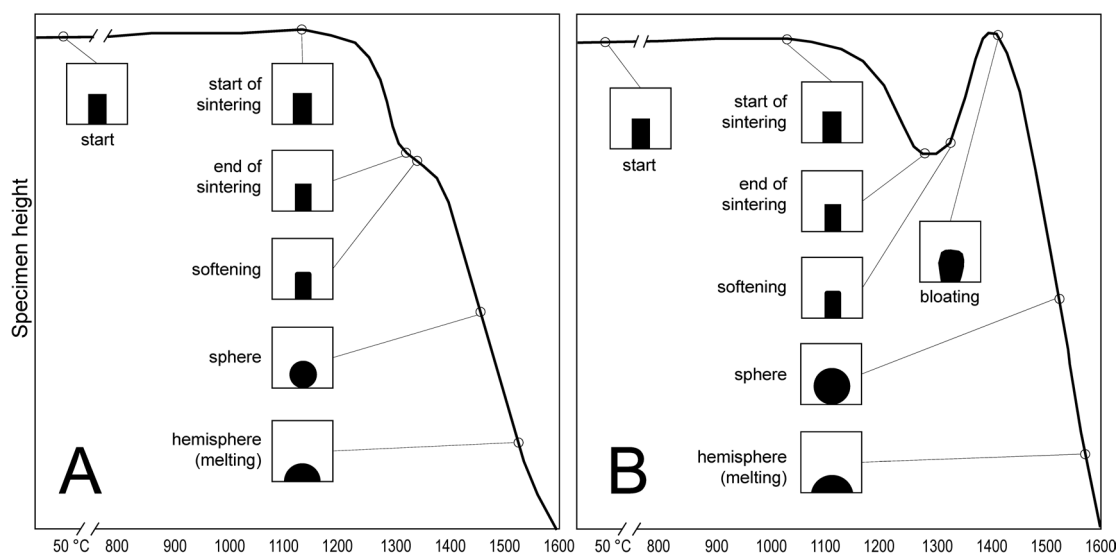 Specimen height
start
start of
sintering
end of
sintering
softening
sphere
hemisphere
(melting)
A
50 °C 800 900 1000 1100 1200 1300 1400 1500 1600
start
start of
sintering
end of
sintering
softening
bloating
sphere
hemisphere
(melting)
B
50 °C 800 900 1000 1100 1200 1300 1400 1500 1600